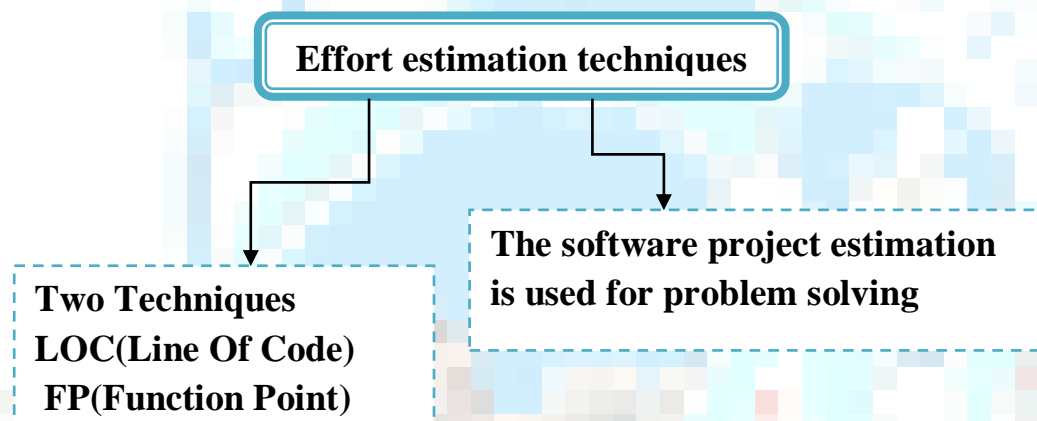 Effort estimation techniques
The software project estimation
is used for problem solving
Two Techniques
LOC(Line Of Code)
FP(Function Point)